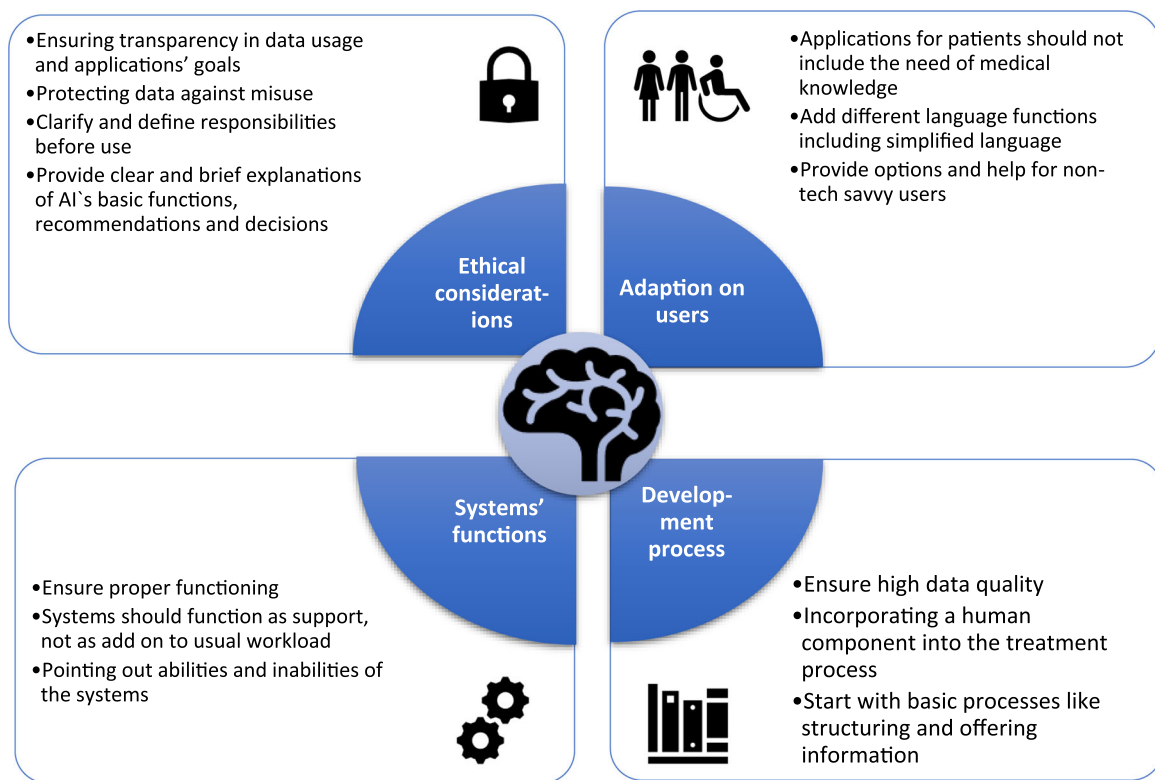 •Ensuring transparency in data usage
and applications’ goals
•Protecting data against misuse
•Clarify and define responsibilities
before use
•Provide clear and brief explanations
of AI`s basic functions,
recommendations and decisions
Ethical
considerat-
ions
•Applications for patients should not
include the need of medical
knowledge
•Add different language functions
including simplified language
•Provide options and help for non-
tech savvy users
Adaption on
users
Systems’
functions
•Ensure proper functioning
•Systems should function as support,
not as add on to usual workload
•Pointing out abilities and inabilities of
the systems
Develop-
ment
process
•Ensure high data quality
•Incorporating a human
component into the treatment
process
•Start with basic processes like
structuring and offering
information